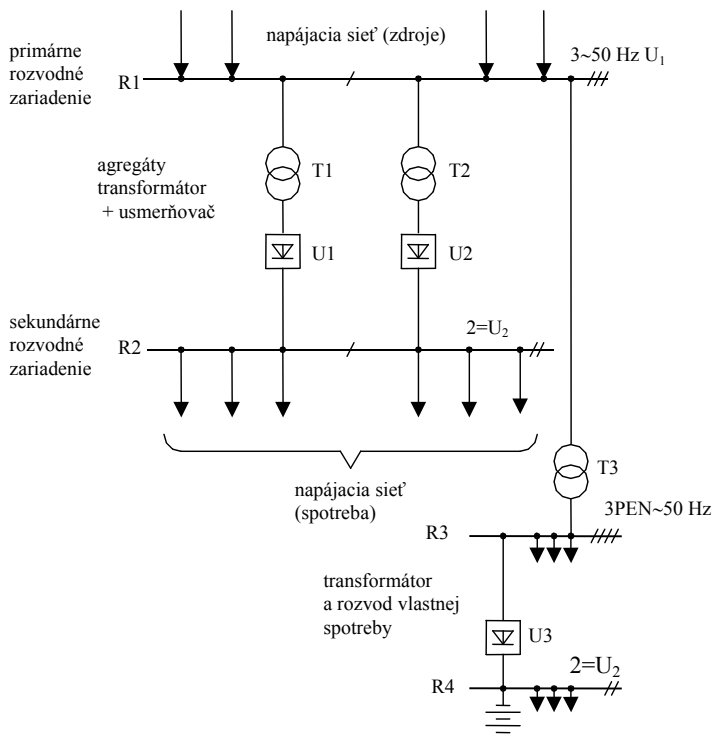 napájacia sieť (zdroje)
primárne
rozvodné
zariadenie
R1
3~50 Hz U1
agregáty
transformátor
+ usmerňovač
T1
T2
U1
U2
sekundárne
rozvodné
zariadenie
R2
2=U2
napájacia sieť
(spotreba)
T3
3PEN~50 Hz
R3
transformátor
a rozvod vlastnej
spotreby
U3
2=U2
R4